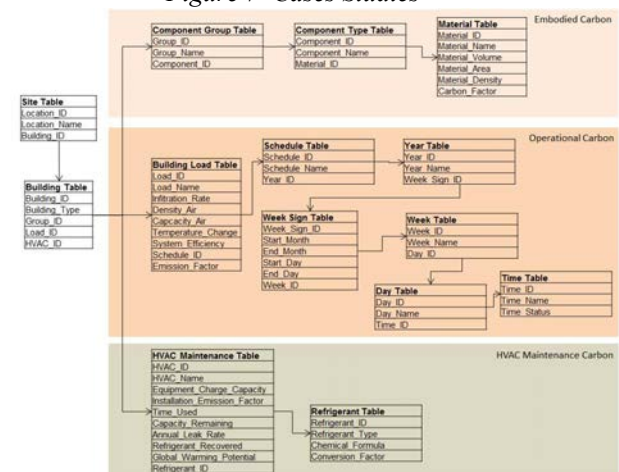 Figure 7 Cases Studies
Embodied Carbon
Component Group Table
Group_ID
Group_Name
Component_ID
Component Type Table
Component_ID
Component_Name
Material_ID
Material Table
Material_ID
Material_Name
Material_Volume
Material_Area
Material_Density
Carbon_Factor
Site Table
Location_ID
Location_Name
Building_ID
Building Table
Building_ID
Building_Type
Group_ID
Load_ID
HVAC_ID
Operational Carbon
Building Load Table
Load_ID
Load_Name
Infiltration_Rate
Density_Air
Capcacity_Air
Temperature_Change
System_Efficiency
Schedule_ID
Emission_Factor
Schedule Table
Schedule_ID
Schedule_Name
Year_ID
Year Table
Year_ID
Year_Name
Week_Sign_ID
Week Sign Table
Week_Sign_ID
Start_Month
End_Month
Start_Day
End_Day
Week_ID
Week Table
Week_ID
Week_Name
Day_ID
Day Table
Day_ID
Day_Name
Time_ID
Time Table
Time_ID
Time_Name
Time_Status
HVAC Maintenance Carbon
HVAC Maintenance Table
HVAC_ID
HVAC_Name
Equipment_Charge_Capacity
Installation_Emission_Factor
Time_Used
Capacity_Remaining
Annual_Leak_Rate
Refrigerant_Recovered
Global_Warming_Potential
Refrigerant_ID
Refrigerant Table
Refrigerant_ID
Refrigerant_Type
Chemical_Formula
Conversion_Factor